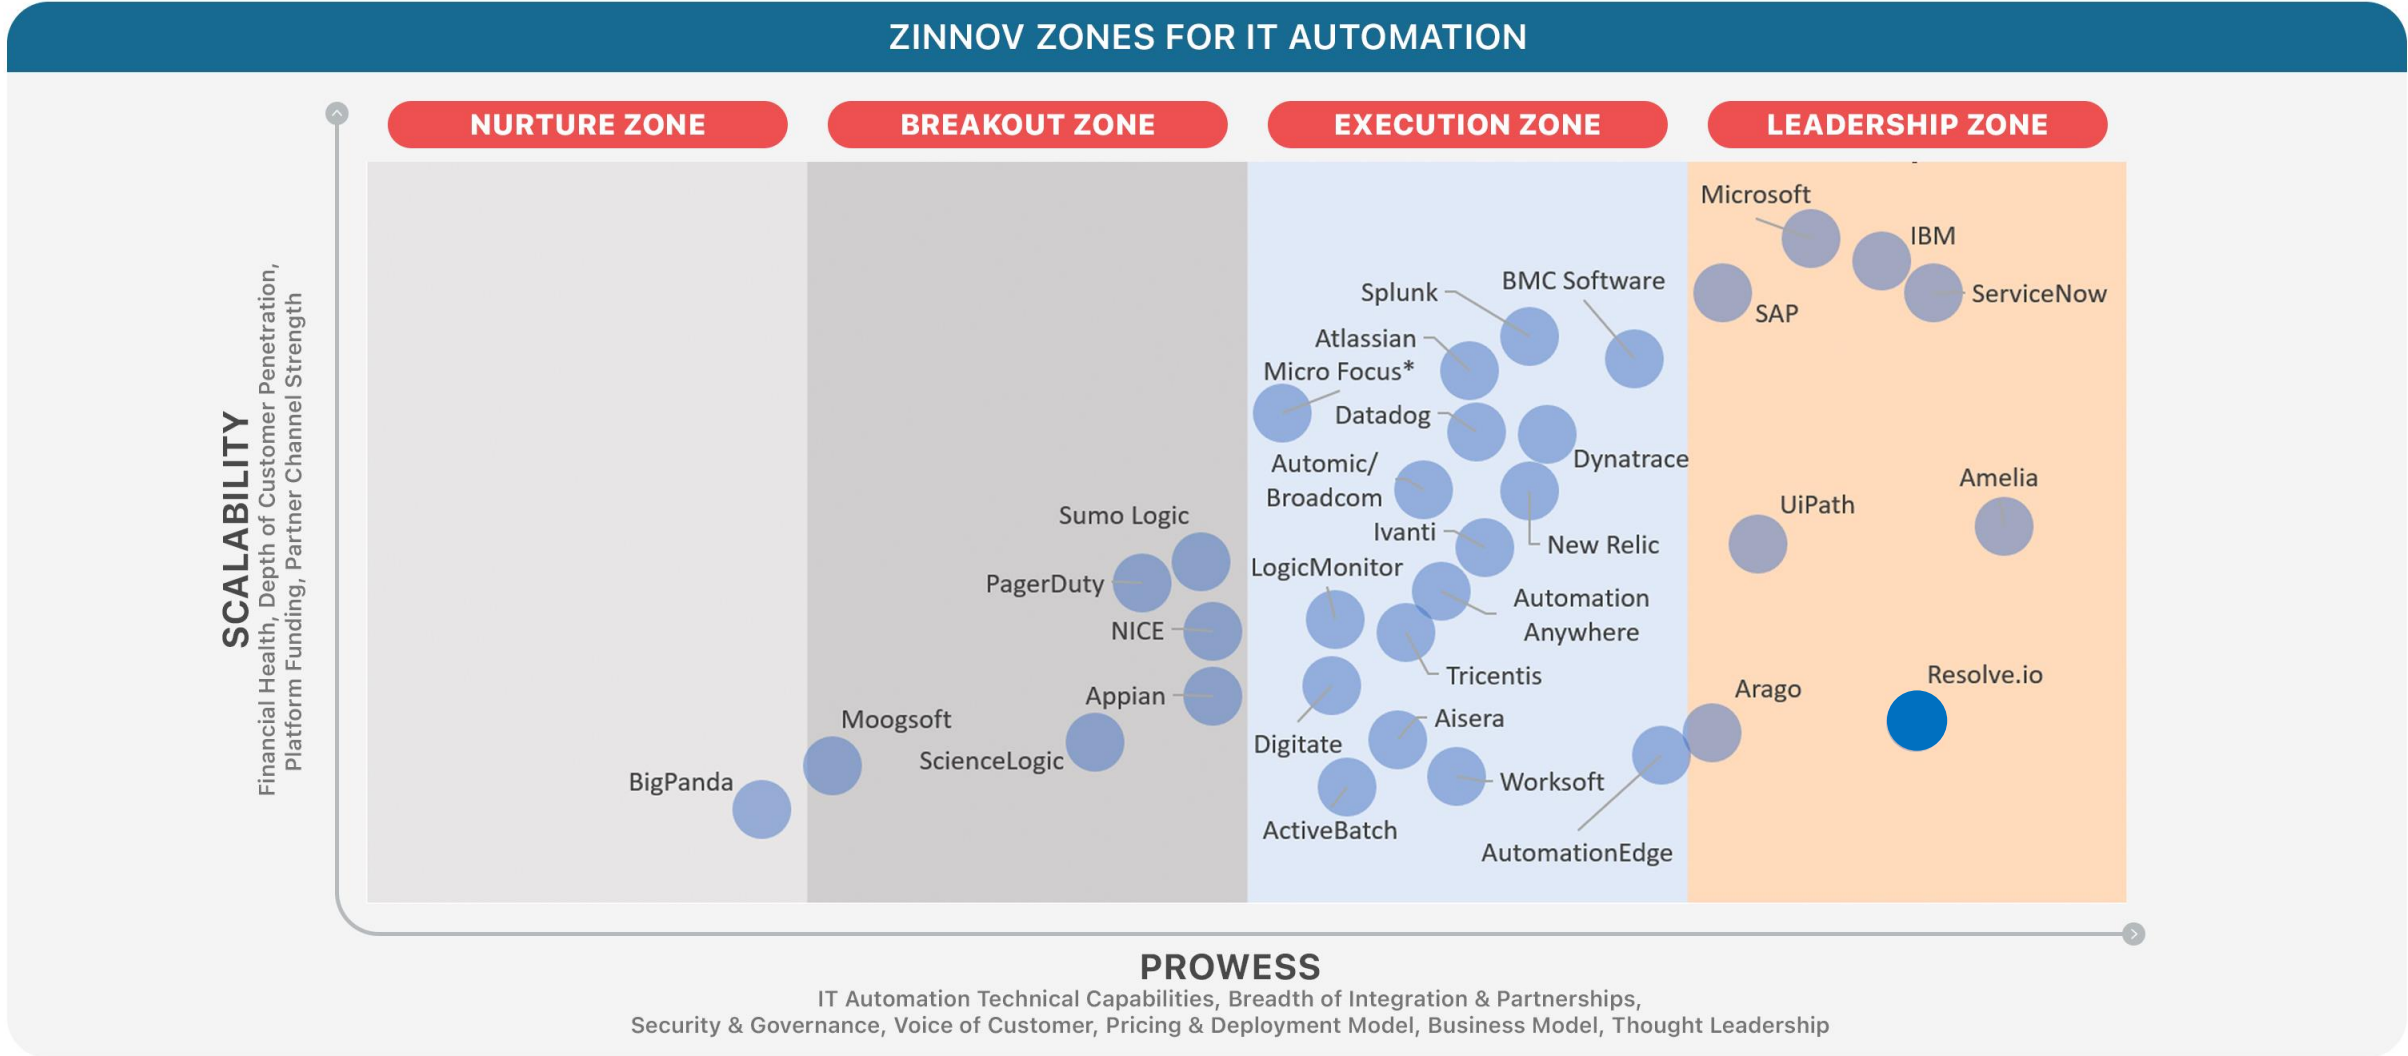 ZINNOV ZONES FOR IT AUTOMATION
NURTURE ZONE
BREAKOUT ZONE
EXECUTION ZONE
LEADERSHIP ZONE
SCALABILITY
Financial Health, Depth of Customer Penetration,
Platform Funding, Partner Channel Strength
BigPanda
Moogsoft
Sumo Logic
PagerDuty
NICE
Appian
ScienceLogic
Splunk
BMC Software
Atlassian
Micro Focus*
Datadog
Dynatrace
Automic/
Broadcom
Ivanti
New Relic
LogicMonitor
Automation
Anywhere
Tricentis
Digitate
Aisera
Worksoft
ActiveBatch
AutomationEdge
Microsoft
IBM
ServiceNow
SAP
Amelia
UiPath
Resolve.io
Arago
PROWESS
IT Automation Technical Capabilities, Breadth of Integration & Partnerships,
Security & Governance, Voice of Customer, Pricing & Deployment Model, Business Model, Thought Leadership